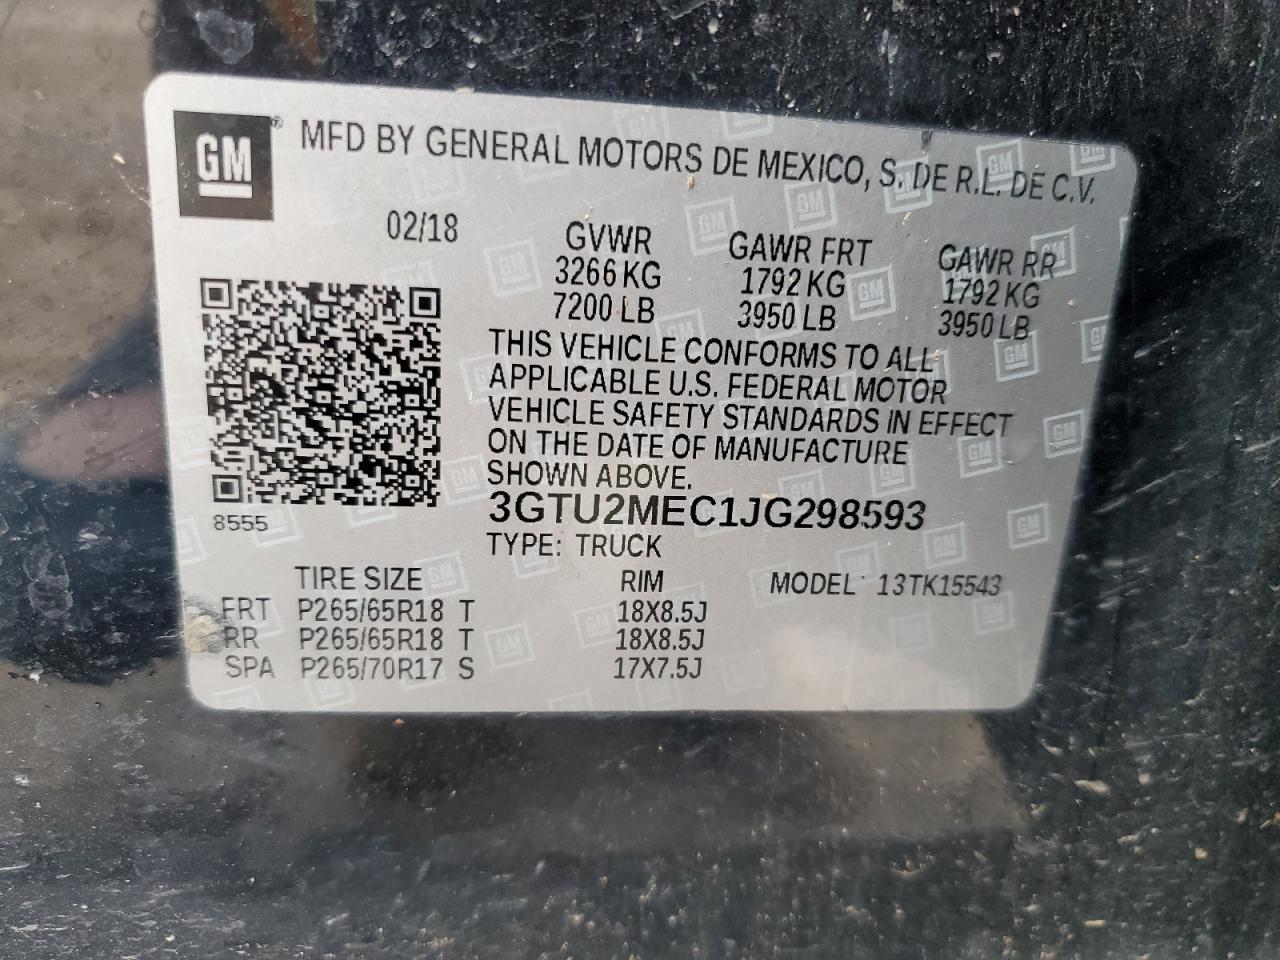 GM® MFD BY GENERAL MOTORS DE MEXICO, S. DE R.L. DE C.V.
02/18 GVWR GAWR FRT GAWR RR
3266 KG 1792 KG 1792 KG
7200 LB 3950 LB 3950 LB
THIS VEHICLE CONFORMS TO ALL
APPLICABLE U.S. FEDERAL MOTOR
VEHICLE SAFETY STANDARDS IN EFFECT
ON THE DATE OF MANUFACTURE
SHOWN ABOVE.
8555 3GTU2MEC1JG298593
TYPE: TRUCK
TIRE SIZE RIM MODEL: 13TK15543
FRT P265/65R18 T 18X8.5J
RR P265/65R18 T 18X8.5J
SPA P265/70R17 S 17X7.5J